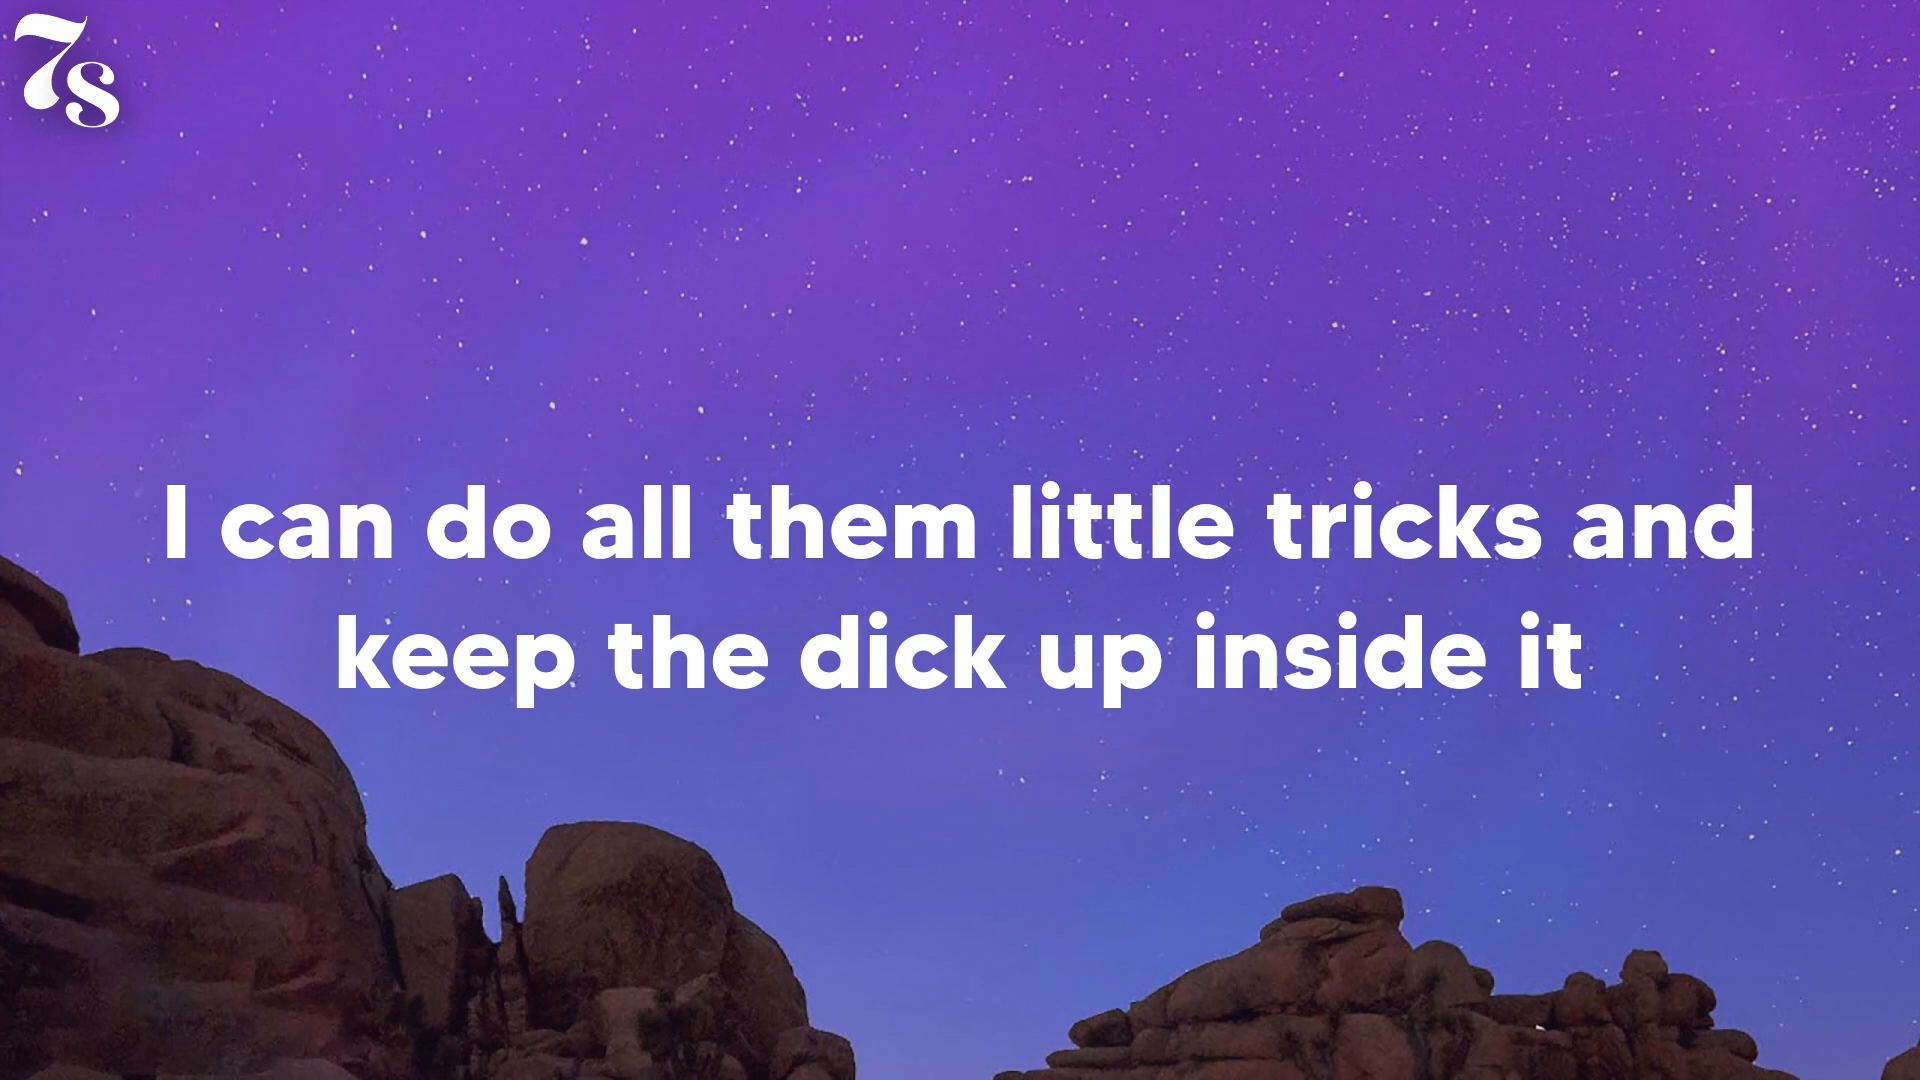 7s
I can do all them little tricks and
keep the dick up inside it